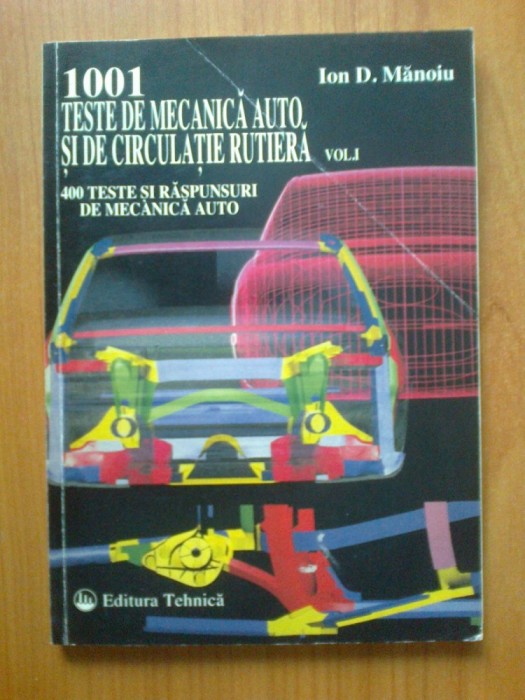 Ion D. Mănoiu
1001
TESTE DE MECANICĂ AUTO
ȘI DE CIRCULAȚIE RUTIERĂ VOL.I
400 TESTE ȘI RĂSPUNSURI
DE MECANICĂ AUTO
Editura Tehnică